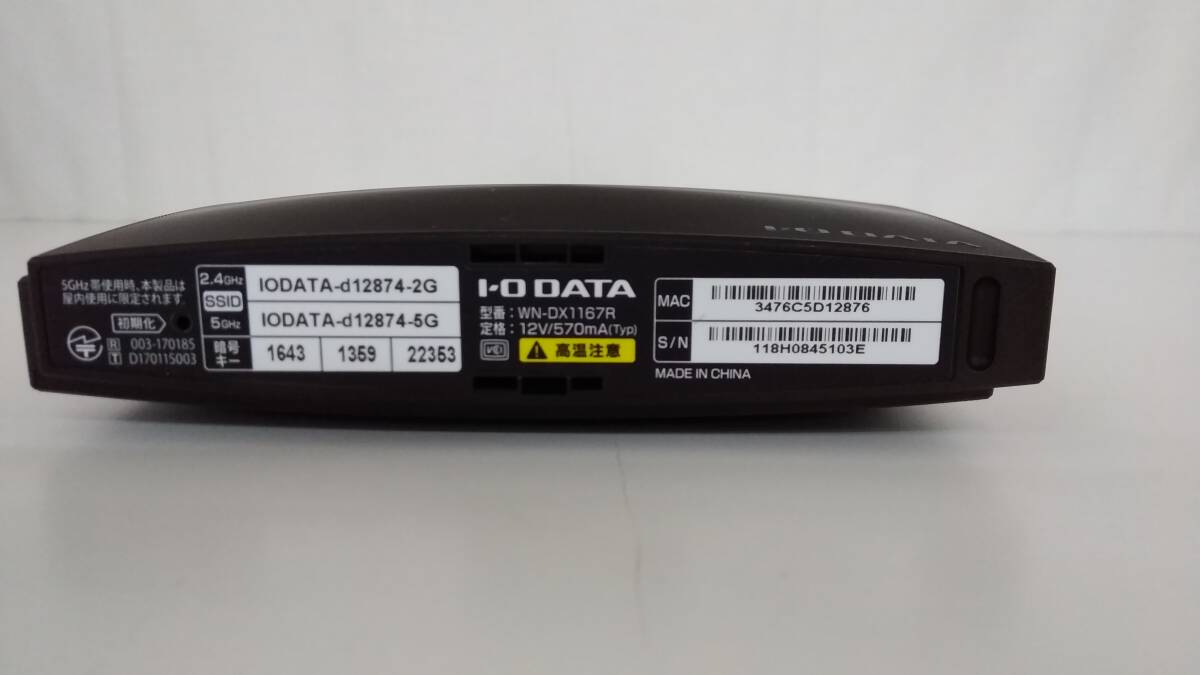 I-O DATA
5GHz帯使用時、本製品は
屋内使用に限定されます。
初期化
R 003-170185
T D170115003
2.4GHz
SSID
5GHz
IODATA-d12874-2G
IODATA-d12874-5G
暗号
キー
1643 1359 22353
I-O DATA
型番：WN-DX1167R
定格：12V/570mA(Typ)
高温注意
MAC
3476C5D12876
S/N
118H0845103E
MADE IN CHINA